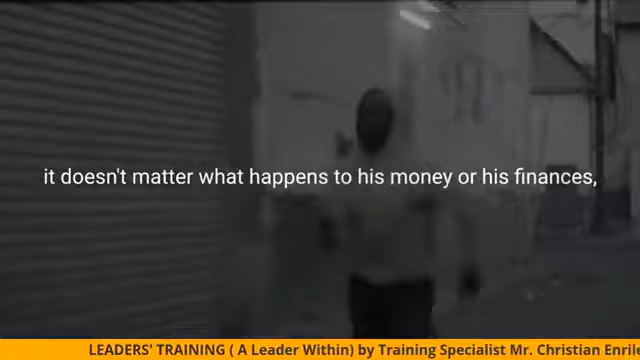 it doesn't matter what happens to his money or his finances,
LEADERS' TRAINING ( A Leader Within) by Training Specialist Mr. Christian Enrile